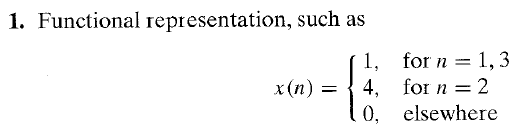 1. Functional representation, such as
1, for n = 1, 3
x(n) = { 4, for n = 2
0, elsewhere